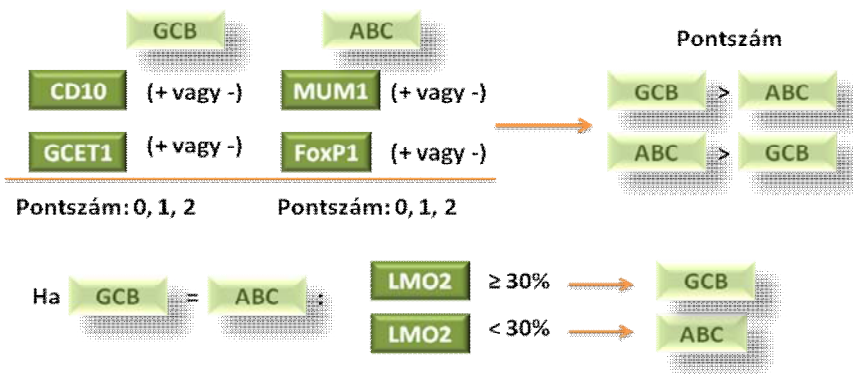 GCB ABC Pontszám
CD10 (+ vagy -) MUM1 (+ vagy -) GCB > ABC
GCET1 (+ vagy -) FoxP1 (+ vagy -) ABC > GCB
Pontszám: 0, 1, 2 Pontszám: 0, 1, 2
Ha GCB = ABC : LMO2 ≥ 30% GCB
LMO2 < 30% ABC